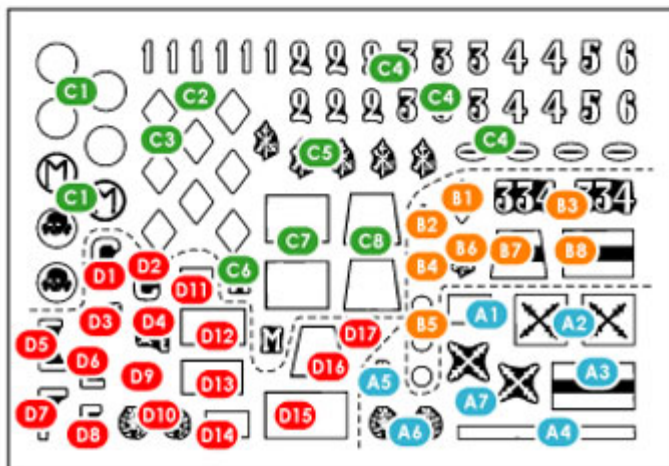 1 1 1 1 1 1 2 2 2 3 3 3 4 4 5 6
C1 C2 C4
2 2 2 3 3 3 4 4 5 6
C4
C3 C5 C4
M
C1 M
B1 334 B3 334
B2
C7 C8
D1 D2 C6 B4 B6 B7 B8
D11
D3 D4 D12 B5 A1 A2
D5 M D17
D6 D16
D9 D13 A5 A7 A3
D7 D10 D15
D8 D14 A6 A4